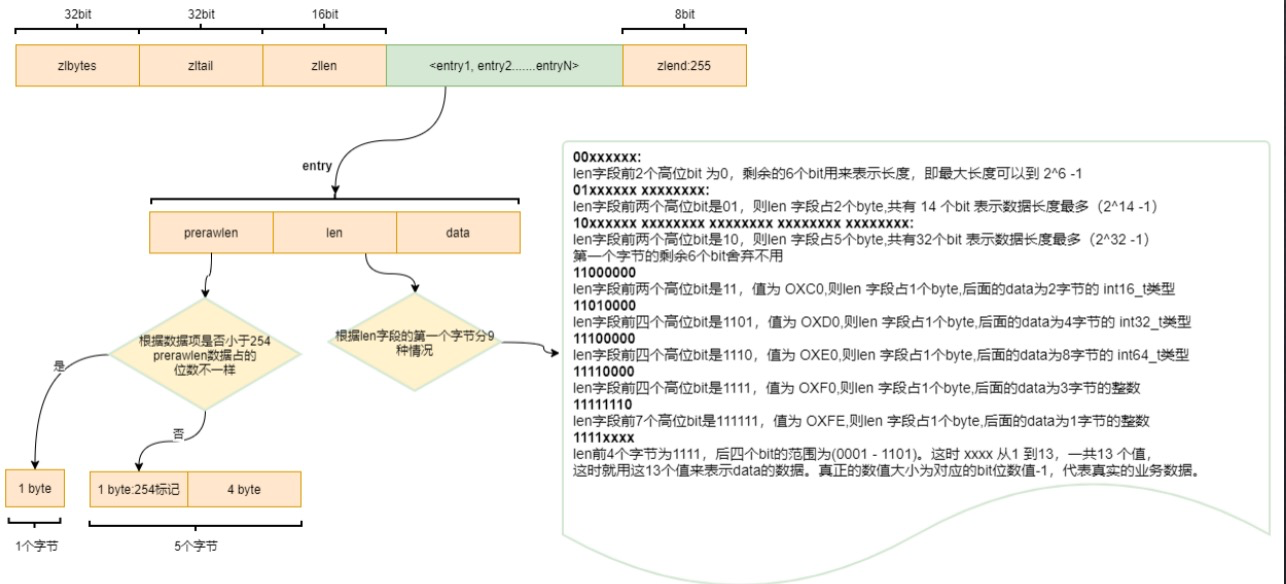 32bit 32bit 16bit 8bit
zlbytes zltail zllen <entry1, entry2.......entryN> zlend:255
entry
prerawlen len data
根据数据项是否小于254
prerawlen数据占的
位数不一样
是
否
1 byte 1 byte:254标记 4 byte
1个字节 5个字节
根据len字段的第一个字节分9
种情况
00xxxxxx:
len字段前2个高位bit 为0，剩余的6个bit用来表示长度，即最大长度可以到 2^6 -1
01xxxxxx xxxxxxxx:
len字段前两个高位bit是01，则len 字段占2个byte,共有 14 个bit 表示数据长度最多（2^14 -1）
10xxxxxx xxxxxxxx xxxxxxxx xxxxxxxx xxxxxxxx:
len字段前两个高位bit是10，则len 字段占5个byte,共有32个bit 表示数据长度最多（2^32 -1）
第一个字节的剩余6个bit舍弃不用
11000000
len字段前两个高位bit是11，值为 OXC0,则len 字段占1个byte,后面的data为2字节的 int16_t类型
11010000
len字段前四个高位bit是1101，值为 OXD0,则len 字段占1个byte,后面的data为4字节的 int32_t类型
11100000
len字段前四个高位bit是1110，值为 OXE0,则len 字段占1个byte,后面的data为8字节的 int64_t类型
11110000
len字段前四个高位bit是1111，值为 OXF0,则len 字段占1个byte,后面的data为3字节的整数
11111110
len字段前7个高位bit是111111，值为 OXFE,则len 字段占1个byte,后面的data为1字节的整数
1111xxxx
len前4个字节为1111，后四个bit的范围为(0001 - 1101)。这时 xxxx 从1 到13，一共13 个值，
这时就用这13个值来表示data的数据。真正的数值大小为对应的bit位数值-1，代表真实的业务数据。